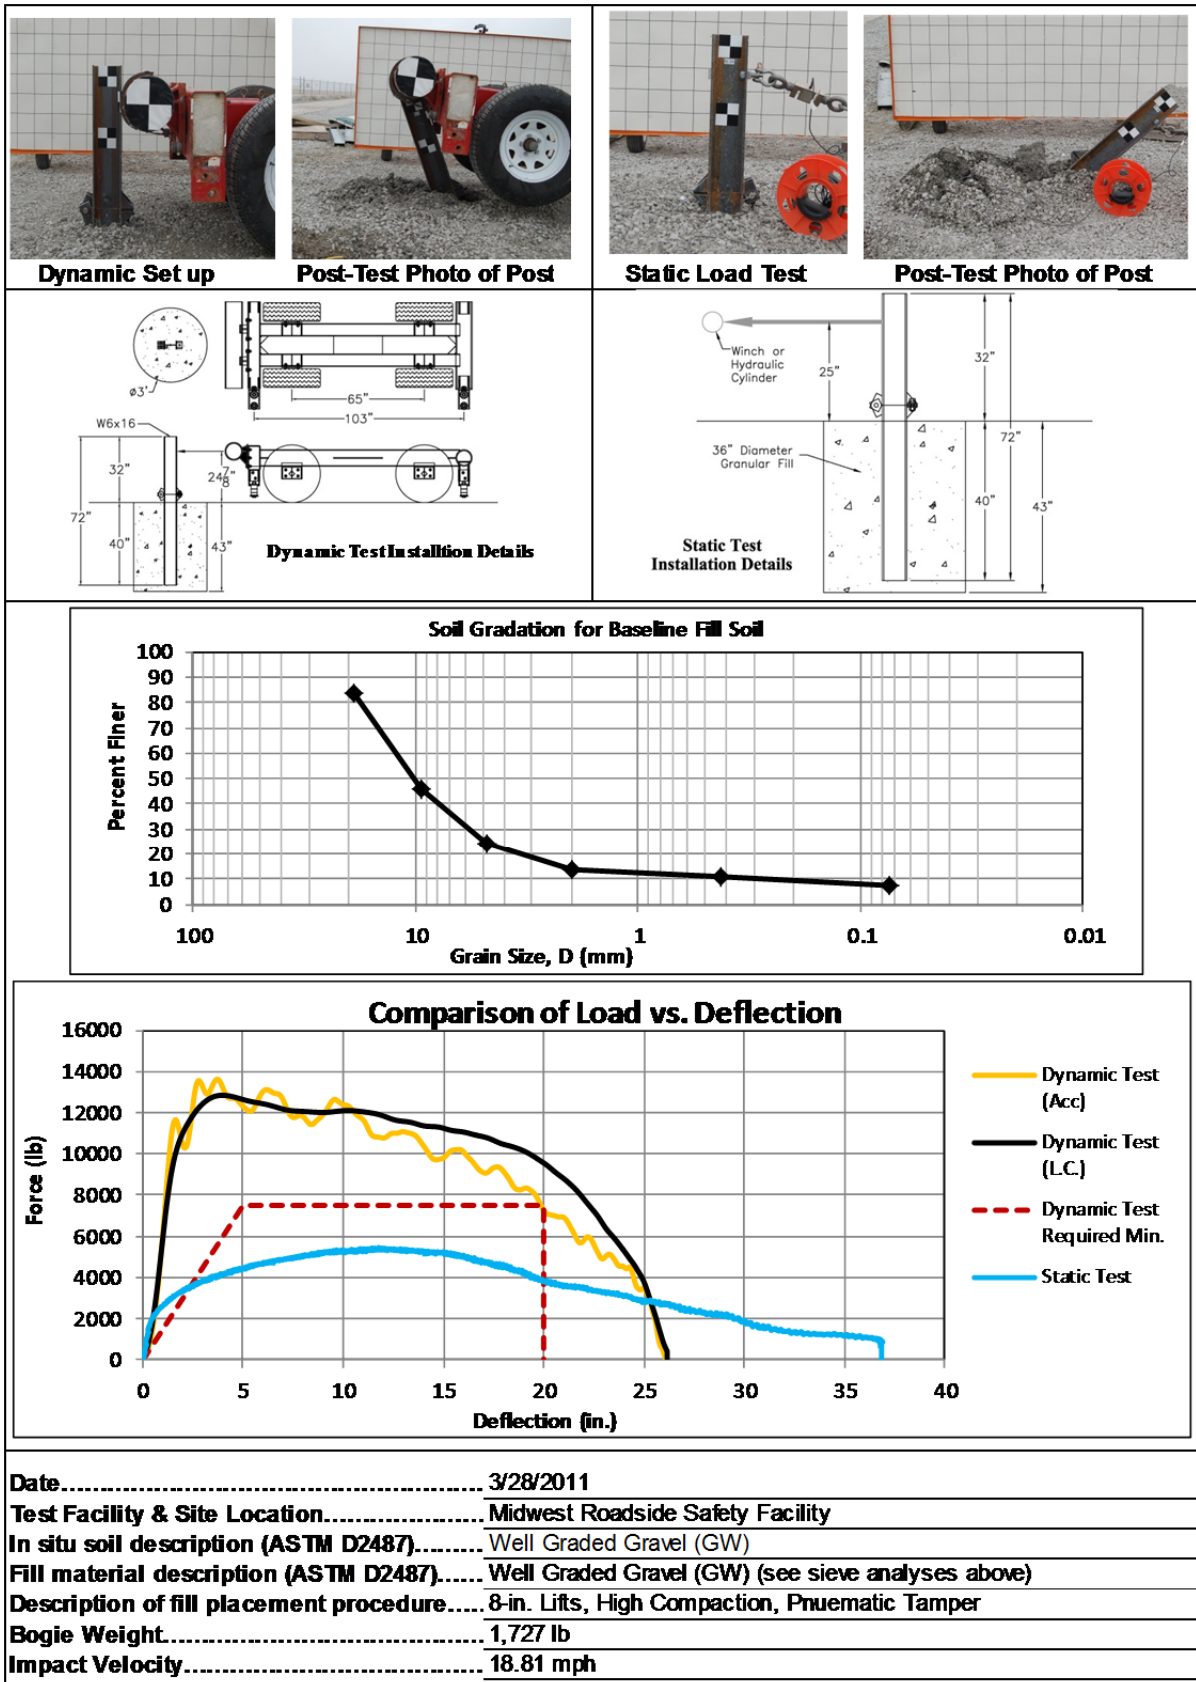 Dynamic Set up
Post-Test Photo of Post
Static Load Test
Post-Test Photo of Post
ø3'
65"
103"
W6x16
32"
24 7/8"
72"
40"
43"
Dynamic Test Installtion Details
Winch or
Hydraulic
Cylinder
25"
32"
72"
36" Diameter
Granular Fill
40"
43"
Static Test
Installation Details
Soil Gradation for Baseline Fill Soil
Percent Finer
100
90
80
70
60
50
40
30
20
10
0
100 10 1 0.1 0.01
Grain Size, D (mm)
Comparison of Load vs. Deflection
Force (lb)
16000
14000
12000
10000
8000
6000
4000
2000
0
0 5 10 15 20 25 30 35 40
Deflection (in.)
Dynamic Test
(Acc)
Dynamic Test
(L.C.)
Dynamic Test
Required Min.
Static Test
Date................................................... 3/28/2011
Test Facility & Site Location................... Midwest Roadside Safety Facility
In situ soil description (ASTM D2487).......... Well Graded Gravel (GW)
Fill material description (ASTM D2487)...... Well Graded Gravel (GW) (see sieve analyses above)
Description of fill placement procedure..... 8-in. Lifts, High Compaction, Pnuematic Tamper
Bogie Weight....................................... 1,727 lb
Impact Velocity.................................... 18.81 mph